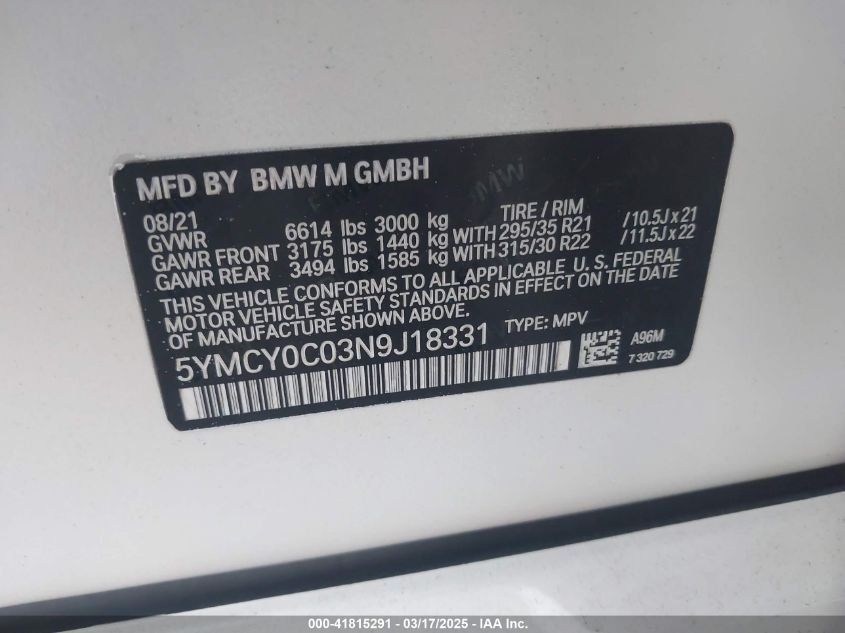 MFD BY BMW M GMBH
08/21
GVWR 6614 lbs 3000 kg TIRE / RIM
GAWR FRONT 3175 lbs 1440 kg WITH 295/35 R21 /10.5J x 21
GAWR REAR 3494 lbs 1585 kg WITH 315/30 R22 /11.5J x 22
THIS VEHICLE CONFORMS TO ALL APPLICABLE U. S. FEDERAL
MOTOR VEHICLE SAFETY STANDARDS IN EFFECT ON THE DATE
OF MANUFACTURE SHOWN ABOVE.
5YMCY0C03N9J18331 TYPE: MPV
A96M
7 320 729
000-41815291 - 03/17/2025 - IAA Inc.